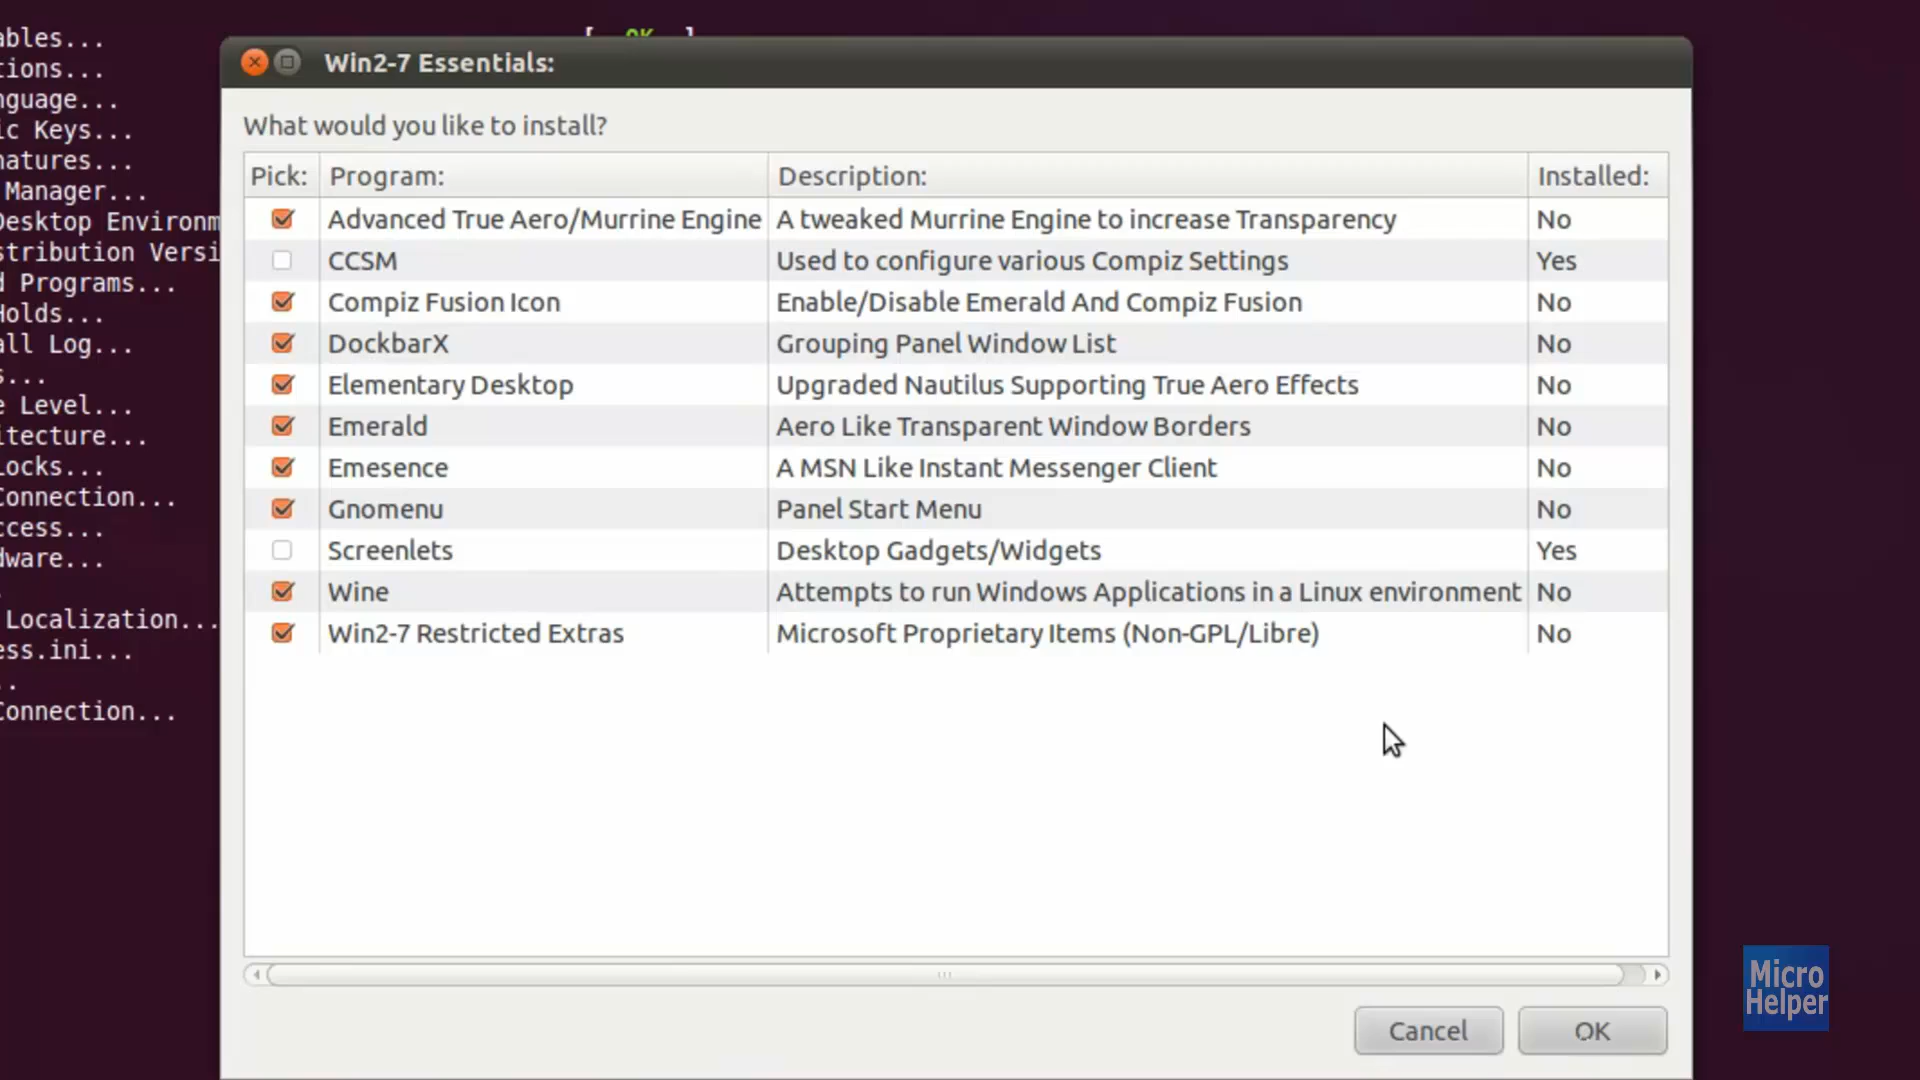 ables...
[ OK ]
tions...
nguage...
ic Keys...
natures...
Manager...
Desktop Environm
stribution Versi
d Programs...
Holds...
all Log...
s...
e Level...
itecture...
Locks...
Connection...
ccess...
dware...
.
Localization...
ess.ini...
..
Connection...
Win2-7 Essentials:
What would you like to install?
Pick: Program: Description: Installed:
Advanced True Aero/Murrine Engine A tweaked Murrine Engine to increase Transparency No
CCSM Used to configure various Compiz Settings Yes
Compiz Fusion Icon Enable/Disable Emerald And Compiz Fusion No
DockbarX Grouping Panel Window List No
Elementary Desktop Upgraded Nautilus Supporting True Aero Effects No
Emerald Aero Like Transparent Window Borders No
Emesence A MSN Like Instant Messenger Client No
Gnomenu Panel Start Menu No
Screenlets Desktop Gadgets/Widgets Yes
Wine Attempts to run Windows Applications in a Linux environment No
Win2-7 Restricted Extras Microsoft Proprietary Items (Non-GPL/Libre) No
Cancel OK
Micro
Helper